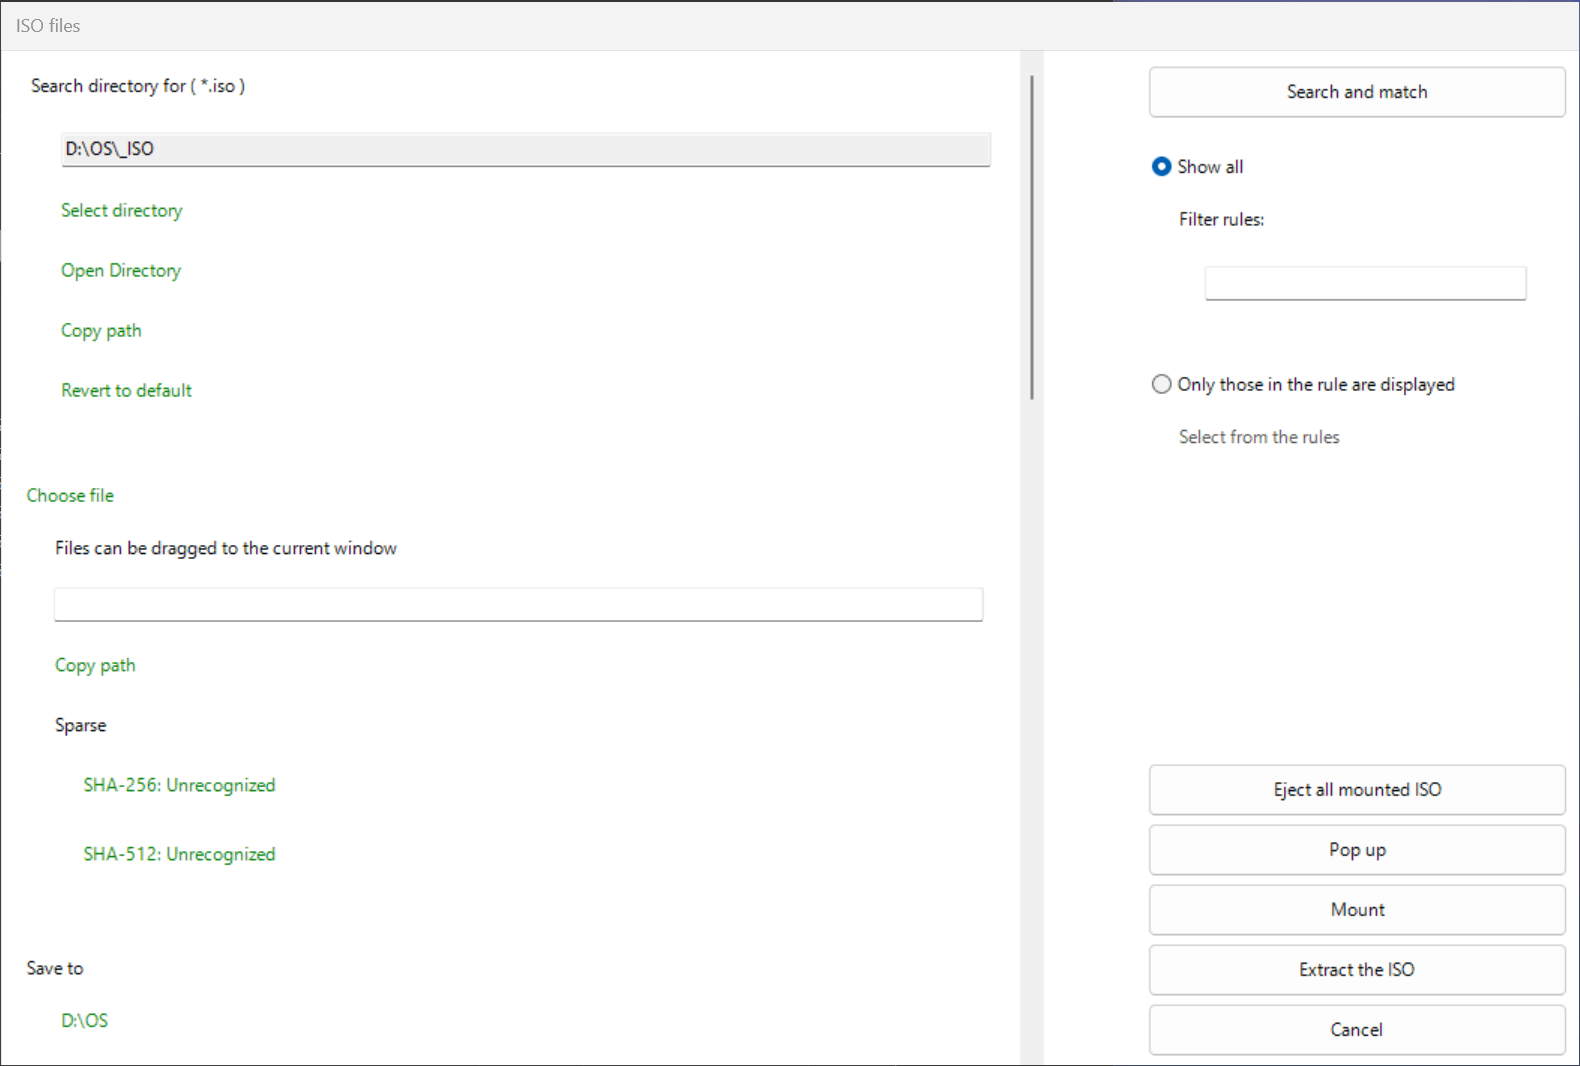 ISO files
Search directory for ( *.iso )
D:\OS\_ISO
Select directory
Open Directory
Copy path
Revert to default
Choose file
Files can be dragged to the current window
Copy path
Sparse
SHA-256: Unrecognized
SHA-512: Unrecognized
Save to
D:\OS
Search and match
Show all
Filter rules:
Only those in the rule are displayed
Select from the rules
Eject all mounted ISO
Pop up
Mount
Extract the ISO
Cancel